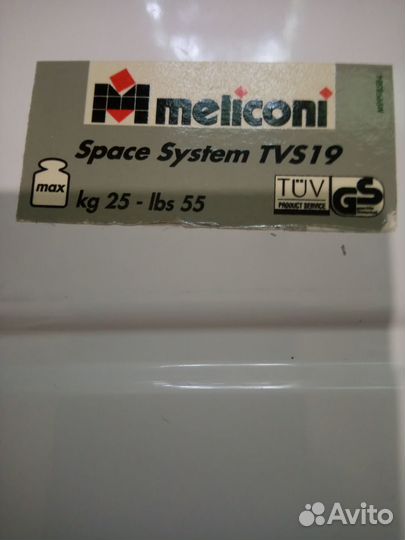 meliconi
Space System TVS19
max
kg 25 - lbs 55
TÜV
PRODUCT SERVICE
GS
Avito